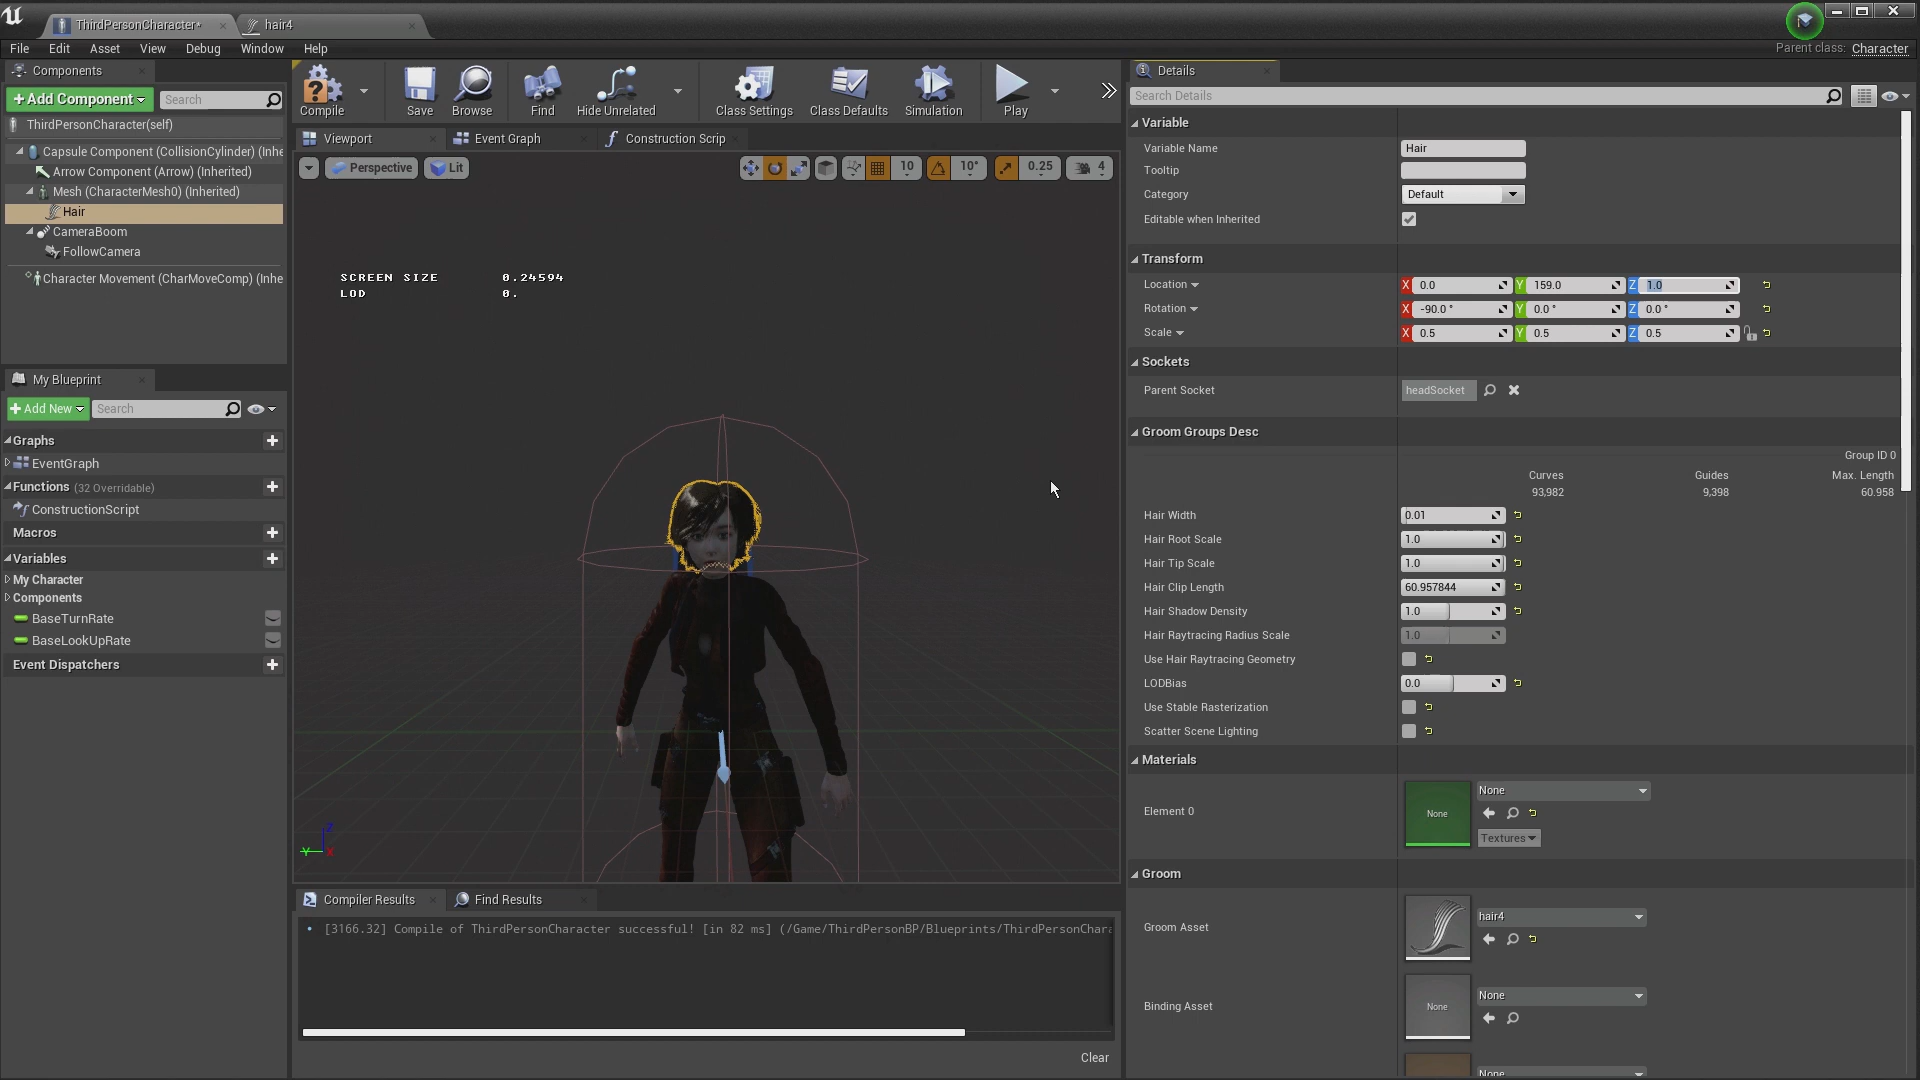 ThirdPersonCharacter*
hair4
File Edit Asset View Debug Window Help
Parent class: Character
Components
+ Add Component
Search
ThirdPersonCharacter(self)
Capsule Component (CollisionCylinder) (Inhe
Arrow Component (Arrow) (Inherited)
Mesh (CharacterMesh0) (Inherited)
Hair
CameraBoom
FollowCamera
Character Movement (CharMoveComp) (Inhe
My Blueprint
+ Add New
Search
Graphs
EventGraph
Functions (32 Overridable)
ConstructionScript
Macros
Variables
My Character
Components
BaseTurnRate
BaseLookUpRate
Event Dispatchers
Compile Save Browse Find Hide Unrelated Class Settings Class Defaults Simulation Play
Viewport Event Graph Construction Scrip
Perspective Lit 10 10° 0.25 4
SCREEN SIZE 0.24594
LOD 0.
Z
Y X
Compiler Results Find Results
• [3166.32] Compile of ThirdPersonCharacter successful! [in 82 ms] (/Game/ThirdPersonBP/Blueprints/ThirdPersonChara
Clear
Details
Search Details
Variable
Variable Name Hair
Tooltip
Category Default
Editable when Inherited
Transform
Location X 0.0 Y 159.0 Z 1.0
Rotation X -90.0 ° Y 0.0 ° Z 0.0 °
Scale X 0.5 Y 0.5 Z 0.5
Sockets
Parent Socket headSocket
Groom Groups Desc
Group ID 0
Curves Guides Max. Length
93,982 9,398 60.958
Hair Width 0.01
Hair Root Scale 1.0
Hair Tip Scale 1.0
Hair Clip Length 60.957844
Hair Shadow Density 1.0
Hair Raytracing Radius Scale 1.0
Use Hair Raytracing Geometry
LODBias 0.0
Use Stable Rasterization
Scatter Scene Lighting
Materials
Element 0 None None
Textures
Groom
Groom Asset hair4
Binding Asset None None
None